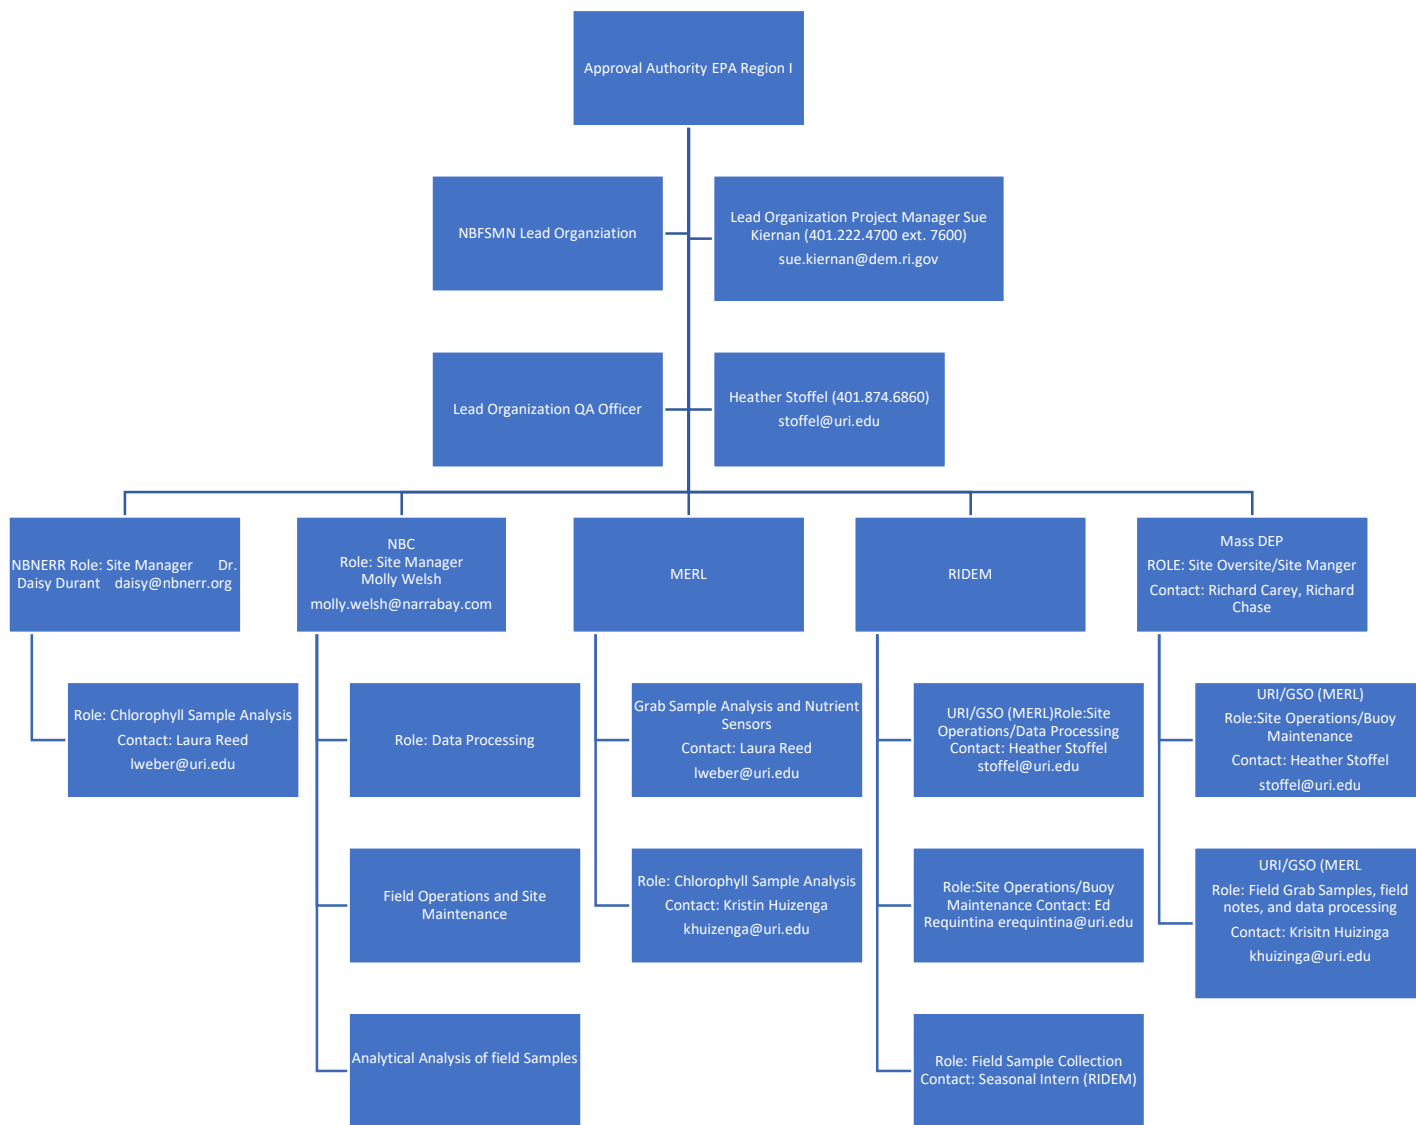 Approval Authority EPA Region I
NBFSMN Lead Organziation
Lead Organization Project Manager Sue
Kiernan (401.222.4700 ext. 7600)
sue.kiernan@dem.ri.gov
Lead Organization QA Officer
Heather Stoffel (401.874.6860)
stoffel@uri.edu
NBNERR Role: Site Manager Dr.
Daisy Durant daisy@nbnerr.org
NBC
Role: Site Manager
Molly Welsh
molly.welsh@narrabay.com
MERL
RIDEM
Mass DEP
ROLE: Site Oversite/Site Manger
Contact: Richard Carey, Richard
Chase
Role: Chlorophyll Sample Analysis
Contact: Laura Reed
lweber@uri.edu
Role: Data Processing
Grab Sample Analysis and Nutrient
Sensors
Contact: Laura Reed
lweber@uri.edu
URI/GSO (MERL)Role:Site
Operations/Data Processing
Contact: Heather Stoffel
stoffel@uri.edu
URI/GSO (MERL)
Role:Site Operations/Buoy
Maintenance
Contact: Heather Stoffel
stoffel@uri.edu
Field Operations and Site
Maintenance
Role: Chlorophyll Sample Analysis
Contact: Kristin Huizenga
khuizenga@uri.edu
Role:Site Operations/Buoy
Maintenance Contact: Ed
Requintina erequintina@uri.edu
URI/GSO (MERL
Role: Field Grab Samples, field
notes, and data processing
Contact: Krisitn Huizinga
khuizinga@uri.edu
Analytical Analysis of field Samples
Role: Field Sample Collection
Contact: Seasonal Intern (RIDEM)